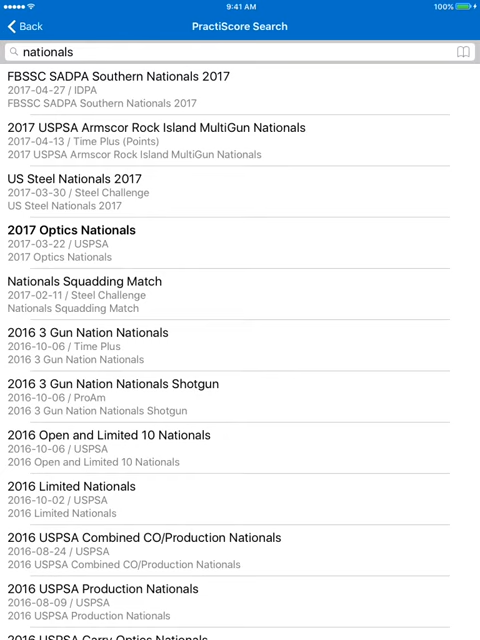 9:41 AM
100%
Back
PractiScore Search
nationals
FBSSC SADPA Southern Nationals 2017
2017-04-27 / IDPA
FBSSC SADPA Southern Nationals 2017
2017 USPSA Armscor Rock Island MultiGun Nationals
2017-04-13 / Time Plus (Points)
2017 USPSA Armscor Rock Island MultiGun Nationals
US Steel Nationals 2017
2017-03-30 / Steel Challenge
US Steel Nationals 2017
2017 Optics Nationals
2017-03-22 / USPSA
2017 Optics Nationals
Nationals Squadding Match
2017-02-11 / Steel Challenge
Nationals Squadding Match
2016 3 Gun Nation Nationals
2016-10-06 / Time Plus
2016 3 Gun Nation Nationals
2016 3 Gun Nation Nationals Shotgun
2016-10-06 / ProAm
2016 3 Gun Nation Nationals Shotgun
2016 Open and Limited 10 Nationals
2016-10-06 / USPSA
2016 Open and Limited 10 Nationals
2016 Limited Nationals
2016-10-02 / USPSA
2016 Limited Nationals
2016 USPSA Combined CO/Production Nationals
2016-08-24 / USPSA
2016 USPSA Combined CO/Production Nationals
2016 USPSA Production Nationals
2016-08-09 / USPSA
2016 USPSA Production Nationals
2016 USPSA Carry Optics Nationals